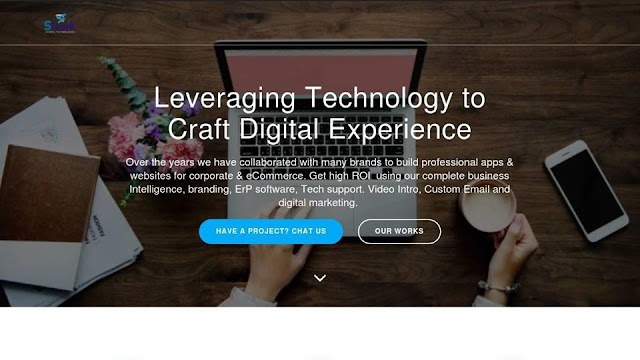 Leveraging Technology to
Craft Digital Experience
Over the years we have collaborated with many brands to build professional apps &
websites for corporate & eCommerce. Get high ROI using our complete business
Intelligence, branding, ErP software, Tech support. Video Intro, Custom Email and
digital marketing.
HAVE A PROJECT? CHAT US
OUR WORKS